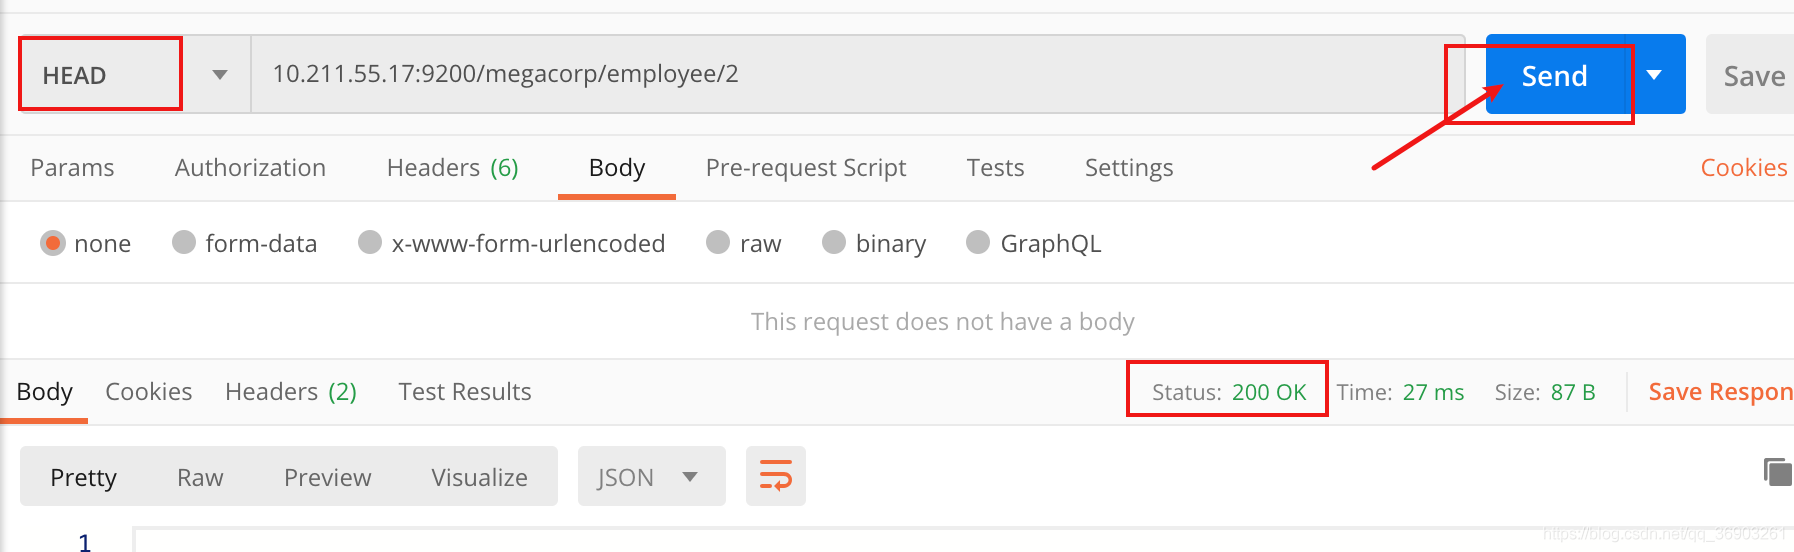 HEAD 10.211.55.17:9200/megacorp/employee/2 Send Save
Params Authorization Headers (6) Body Pre-request Script Tests Settings Cookies
none form-data x-www-form-urlencoded raw binary GraphQL
This request does not have a body
Body Cookies Headers (2) Test Results Status: 200 OK Time: 27 ms Size: 87 B Save Respon
Pretty Raw Preview Visualize JSON
1
https://blog.csdn.net/qq_36903261